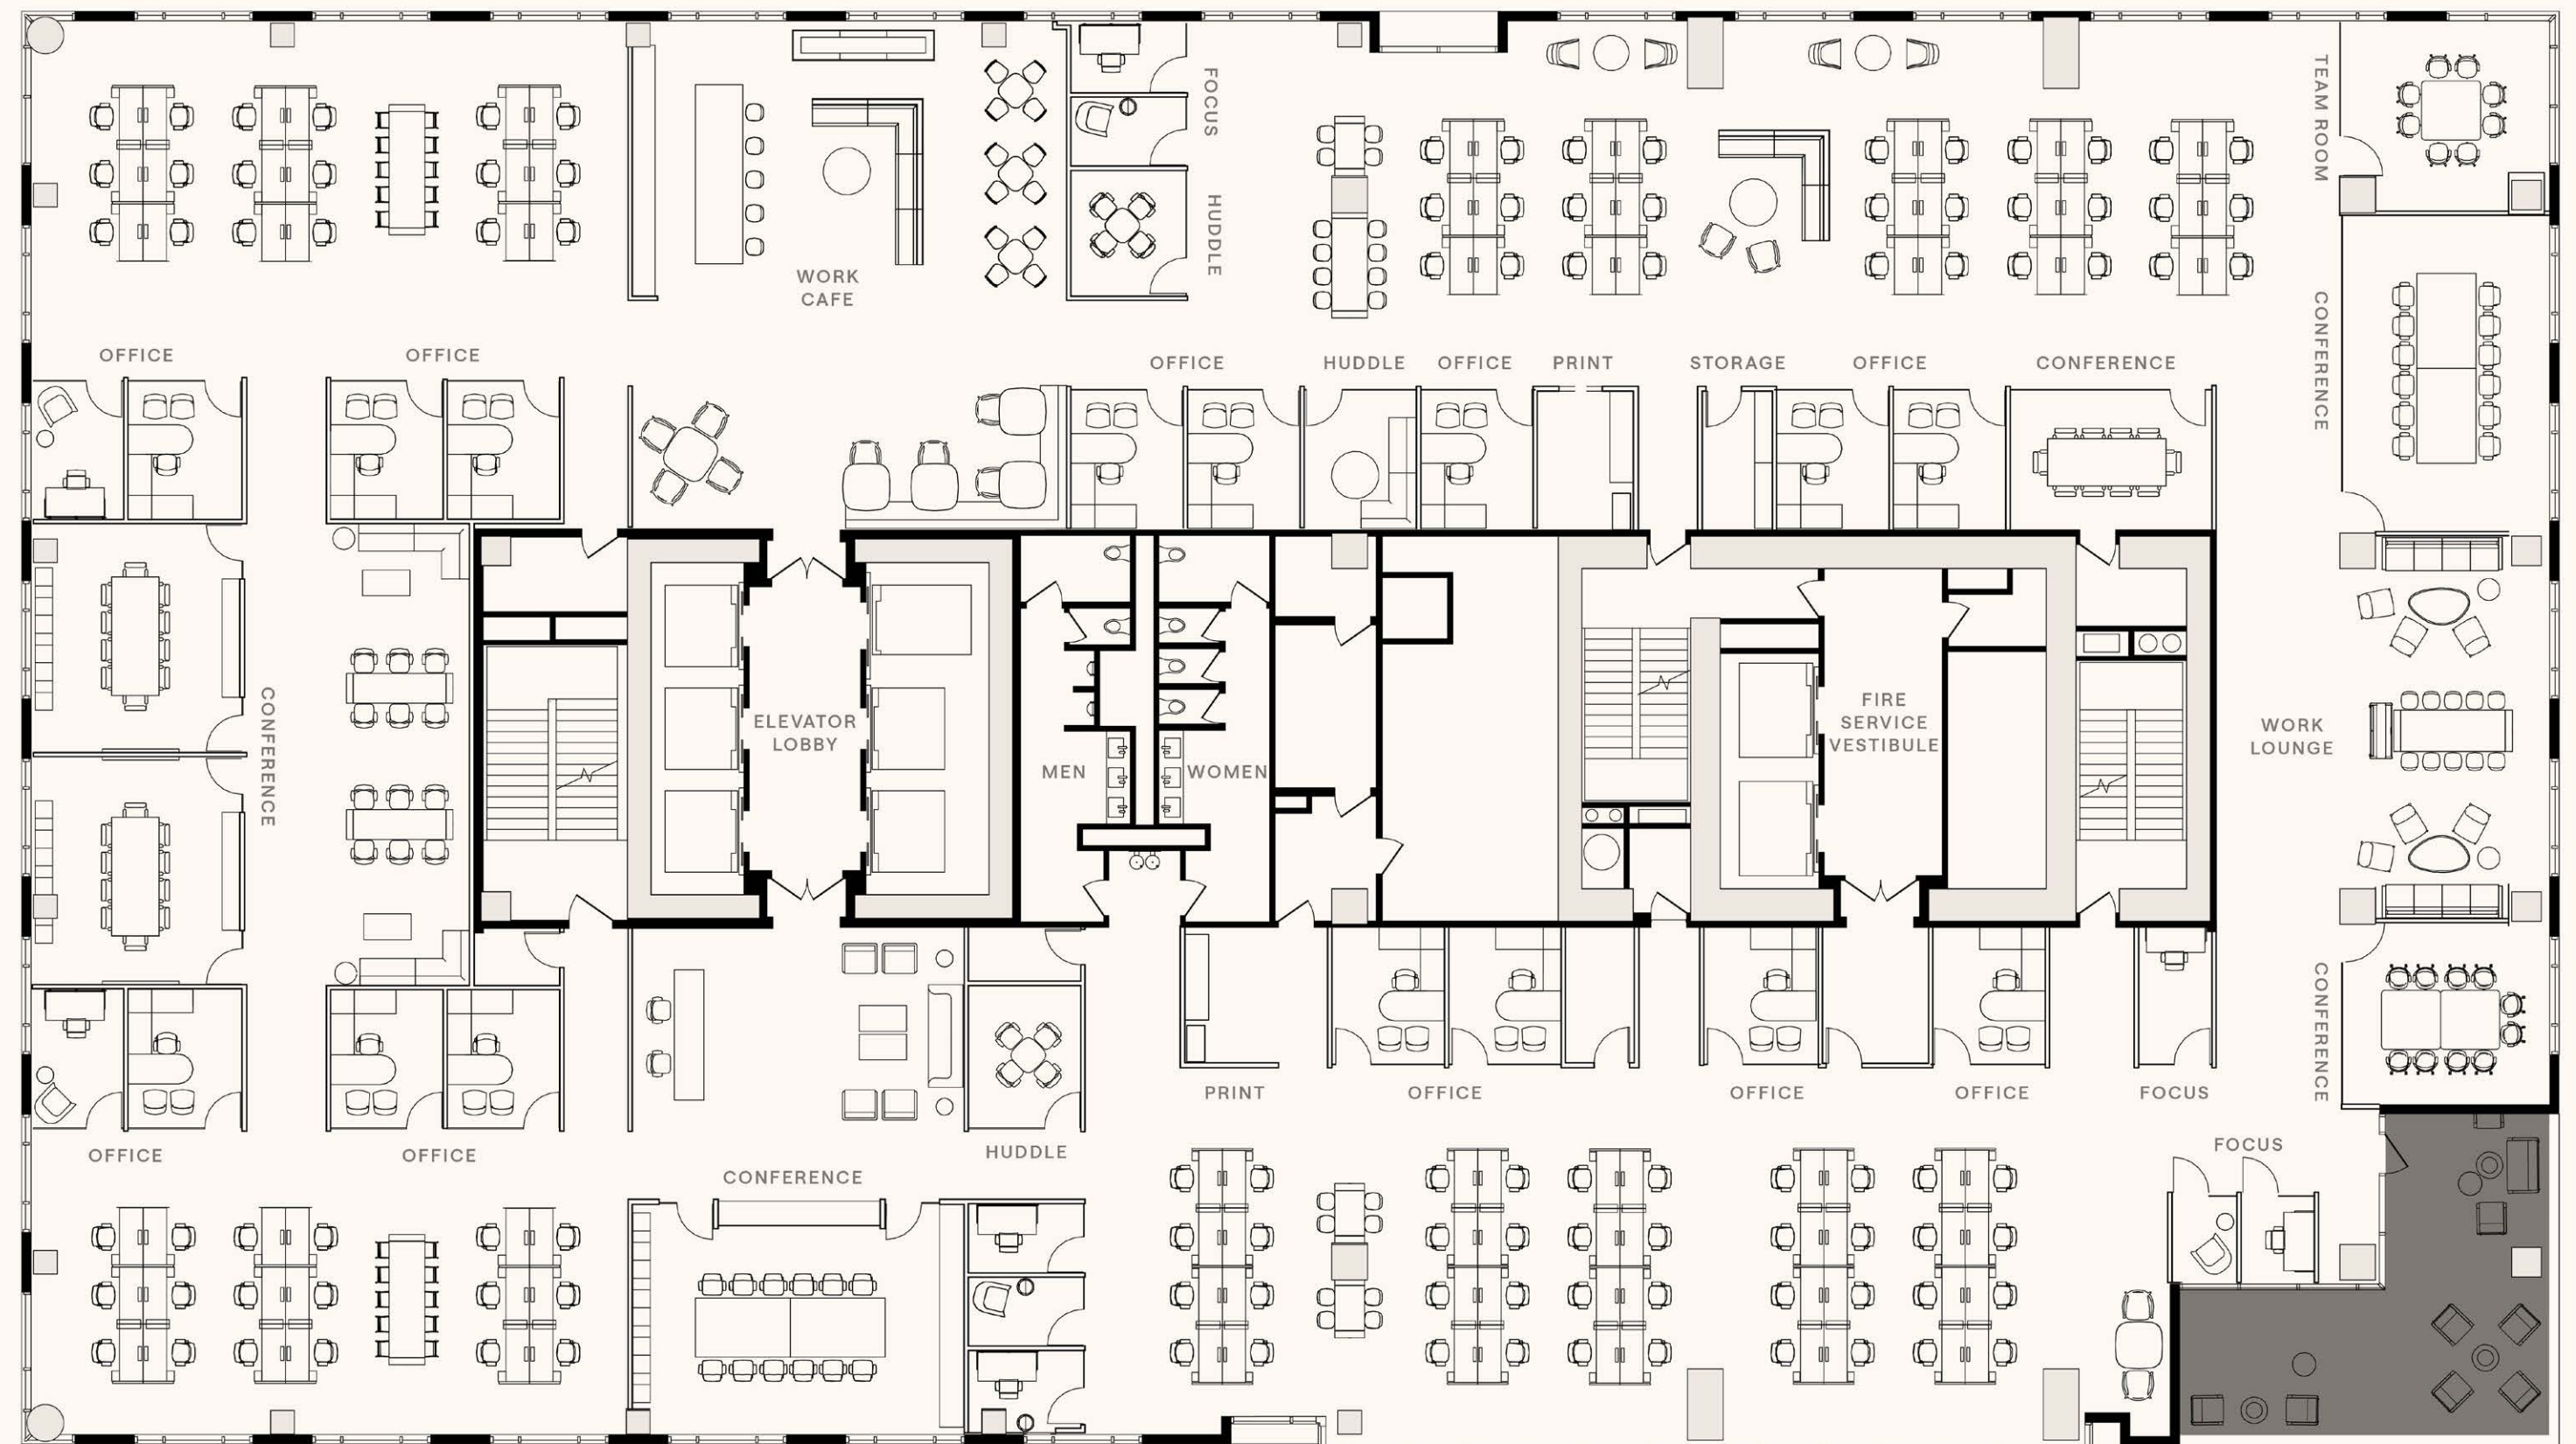 TEAM ROOM
FOCUS
HUDDLE
WORK
CAFE
CONFERENCE
OFFICE
OFFICE
OFFICE
HUDDLE
OFFICE
PRINT
STORAGE
OFFICE
CONFERENCE
CONFERENCE
ELEVATOR
LOBBY
MEN
WOMEN
FIRE
SERVICE
VESTIBULE
WORK
LOUNGE
CONFERENCE
PRINT
OFFICE
OFFICE
OFFICE
FOCUS
OFFICE
OFFICE
CONFERENCE
HUDDLE
FOCUS